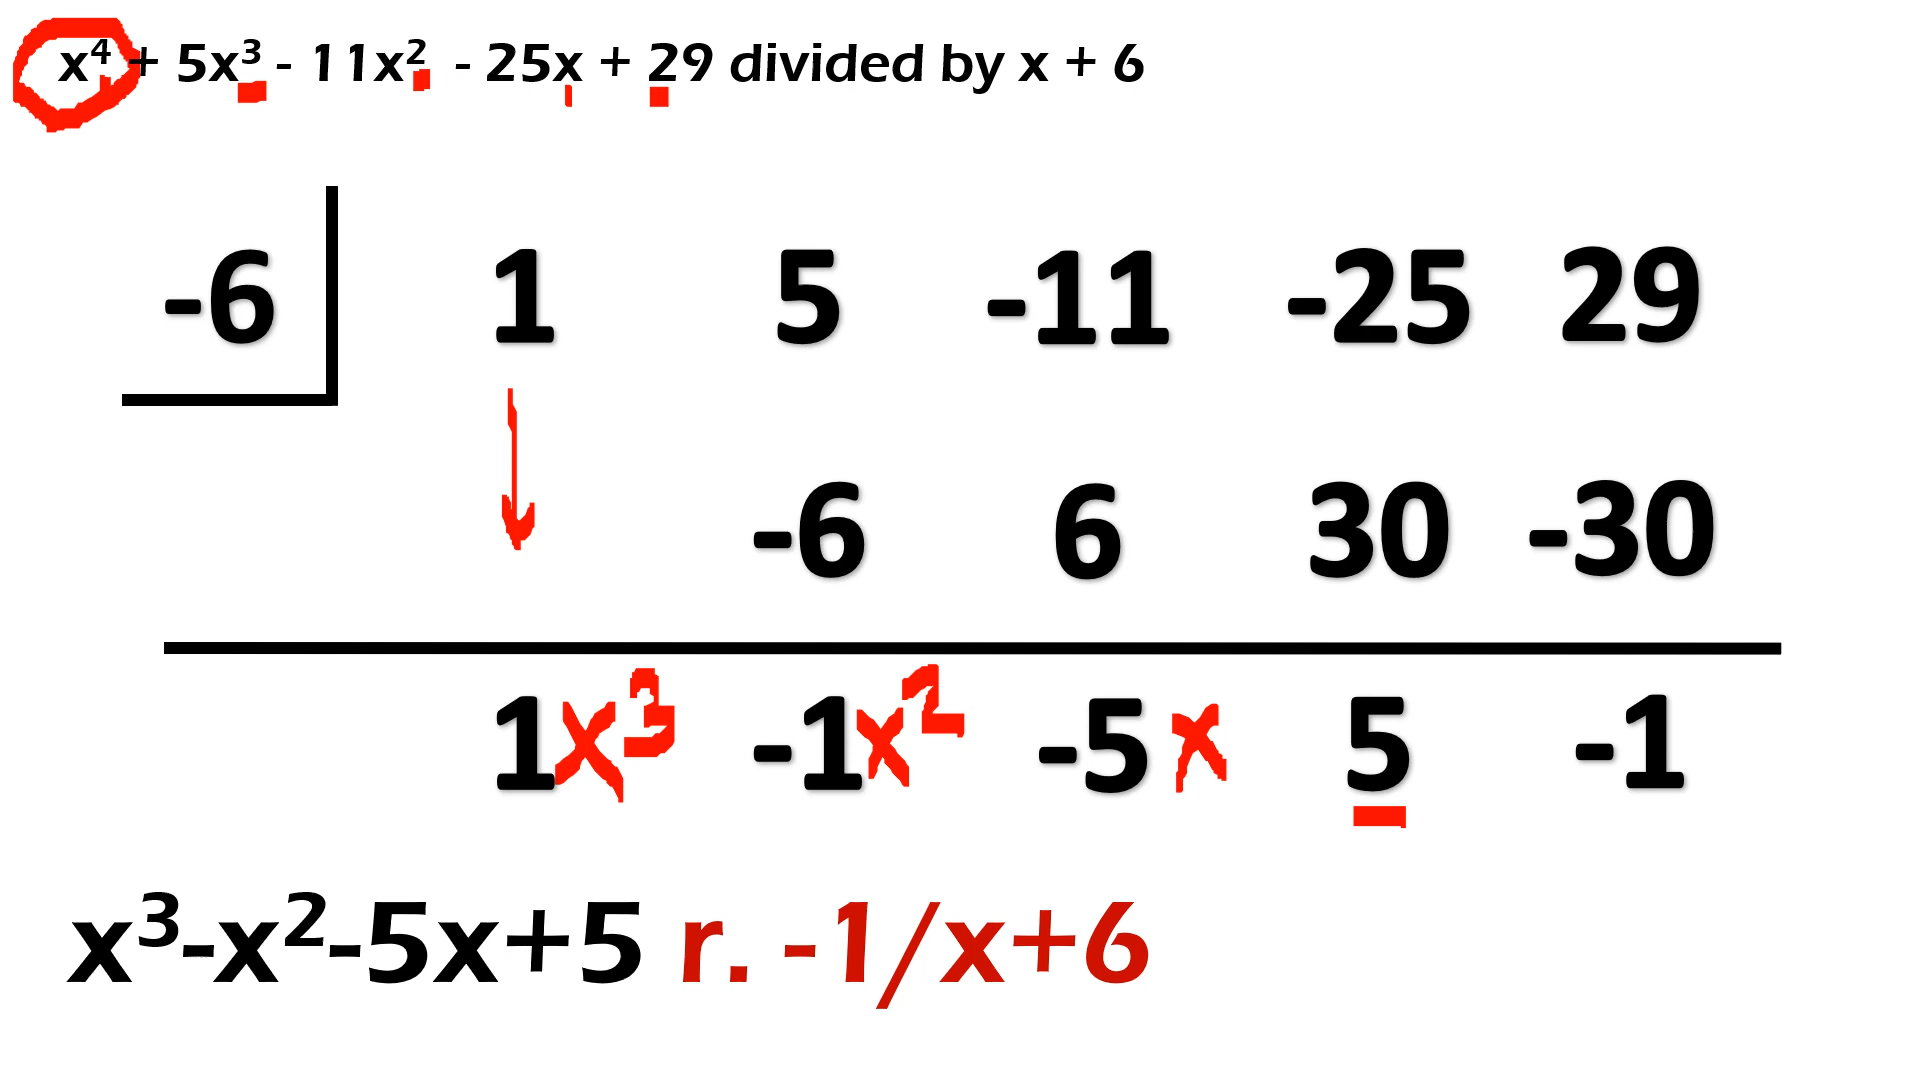 x⁴ + 5x³ - 11x² - 25x + 29 divided by x + 6
-6 1 5 -11 -25 29
-6 6 30 -30
1x³ -1x² -5x 5 -1
x³-x²-5x+5 r. -1/x+6